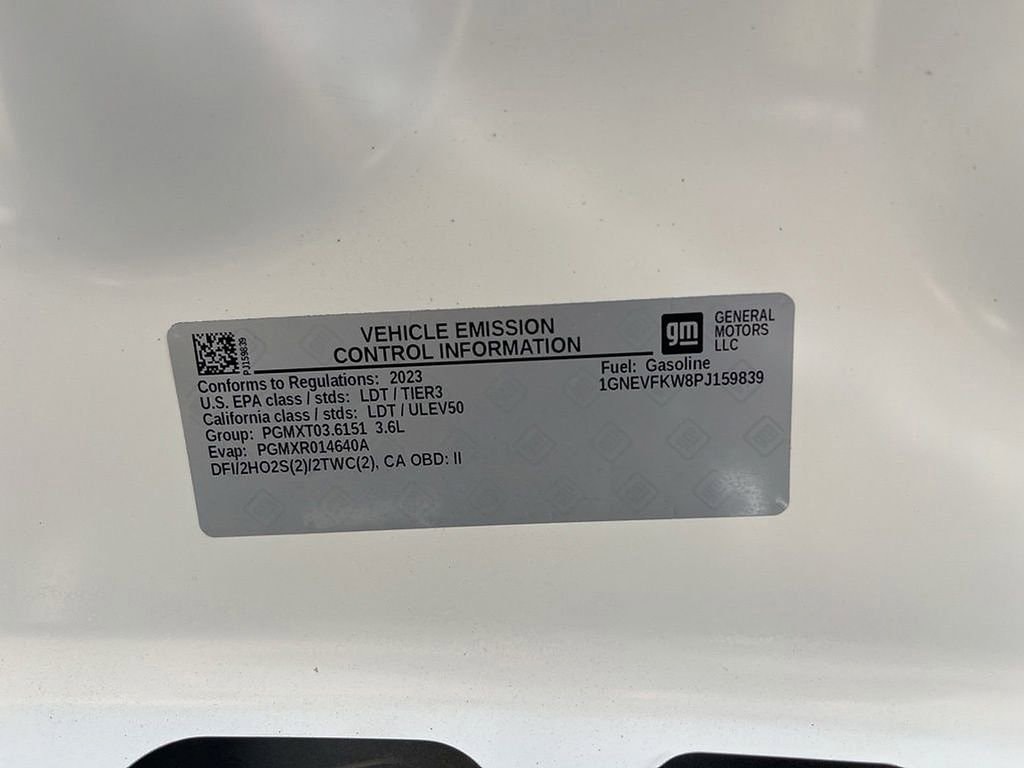 VEHICLE EMISSION
CONTROL INFORMATION
gm
GENERAL
MOTORS
LLC
PJ159839
Conforms to Regulations: 2023
U.S. EPA class / stds: LDT / TIER3
California class / stds: LDT / ULEV50
Group: PGMXT03.6151 3.6L
Evap: PGMXR014640A
DFI/2HO2S(2)/2TWC(2), CA OBD: II
Fuel: Gasoline
1GNEVFKW8PJ159839